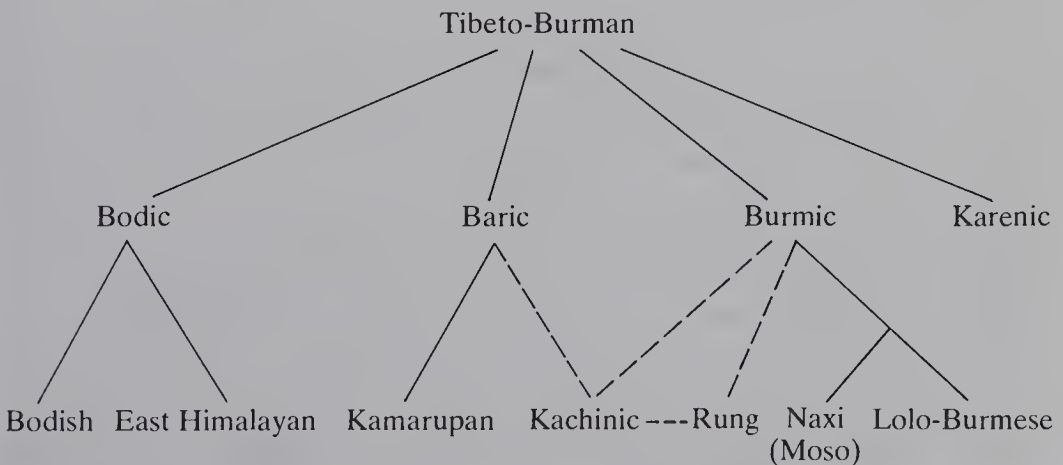 Tibeto-Burman
Bodic Baric Burmic Karenic
Bodish East Himalayan Kamarupan Kachinic Rung Naxi Lolo-Burmese
(Moso)